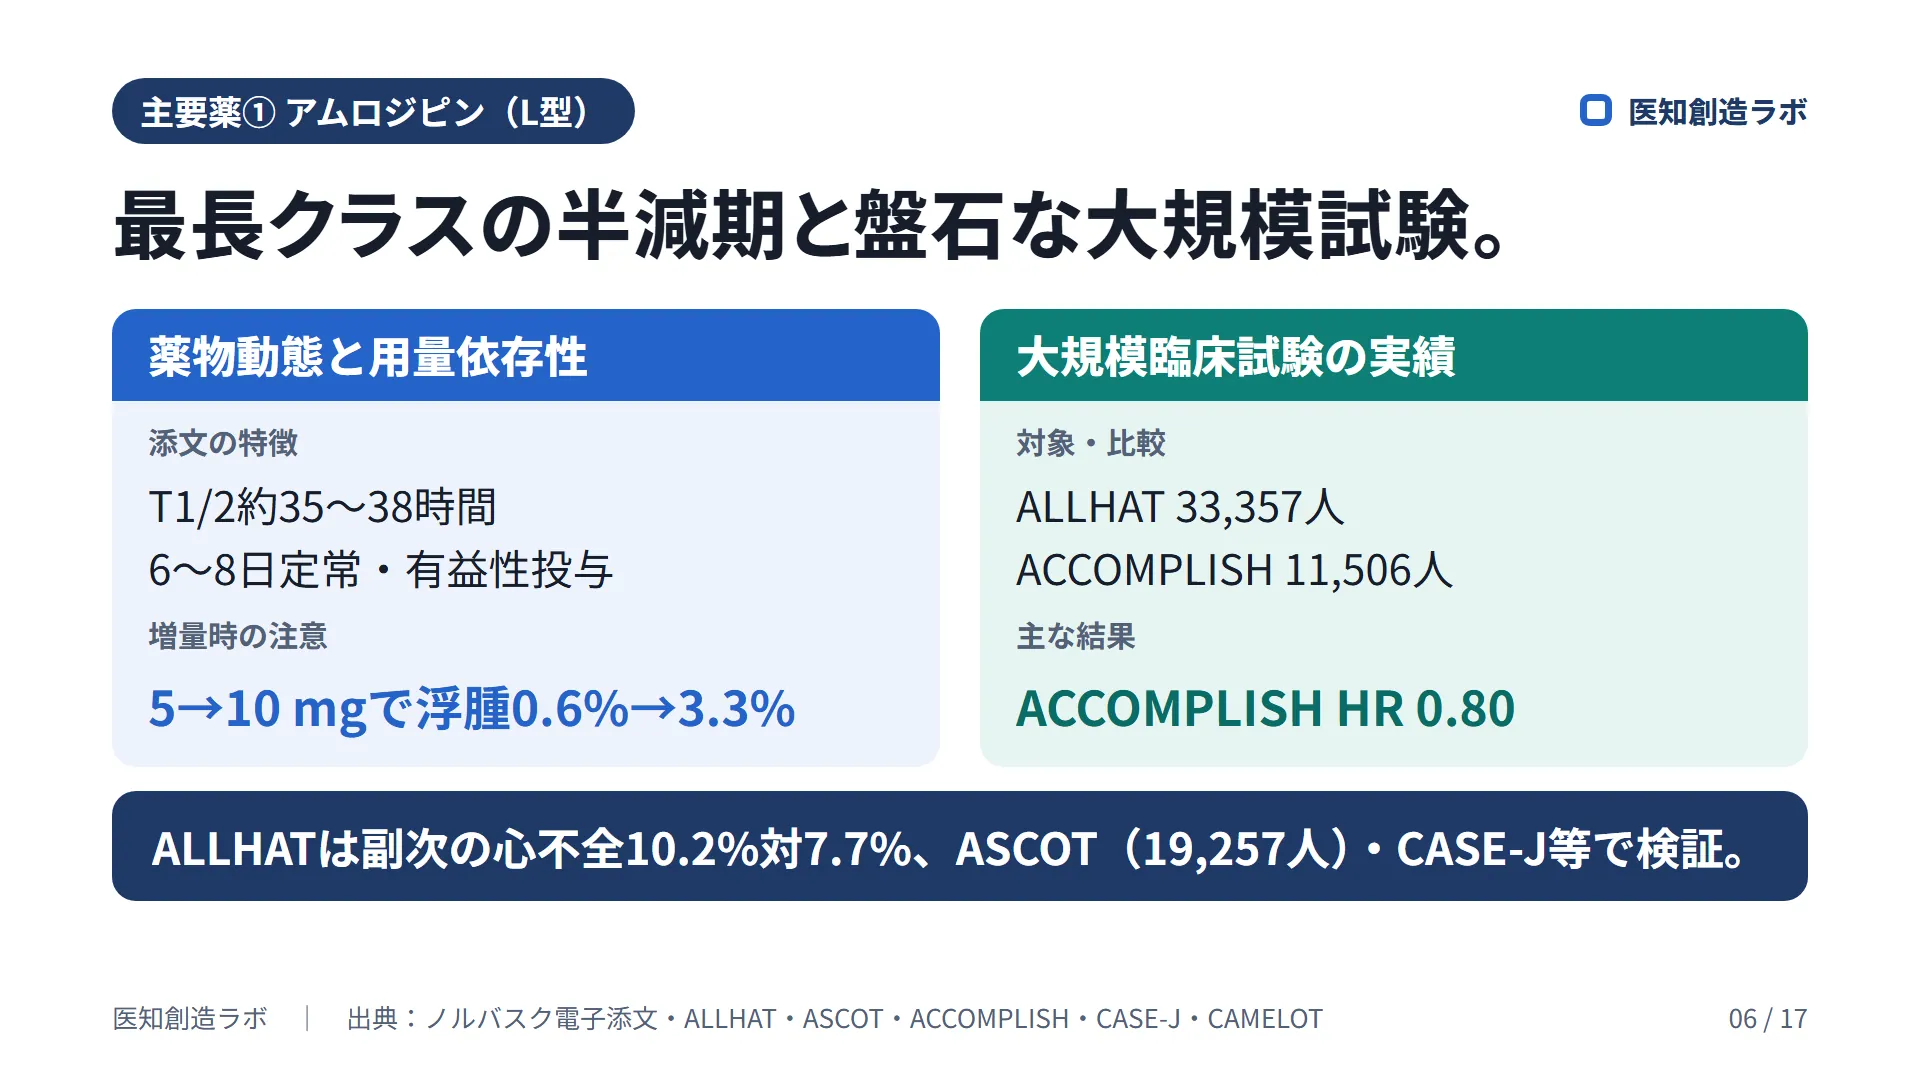 主要薬① アムロジピン（L型）
医知創造ラボ
最長クラスの半減期と盤石な大規模試験。
薬物動態と用量依存性
添文の特徴
T1/2約35〜38時間
6〜8日定常・有益性投与
増量時の注意
5→10 mgで浮腫0.6%→3.3%
大規模臨床試験の実績
対象・比較
ALLHAT 33,357人
ACCOMPLISH 11,506人
主な結果
ACCOMPLISH HR 0.80
ALLHATは副次の心不全10.2%対7.7%、ASCOT（19,257人）・CASE-J等で検証。
医知創造ラボ ｜ 出典：ノルバスク電子添文・ALLHAT・ASCOT・ACCOMPLISH・CASE-J・CAMELOT
06 / 17